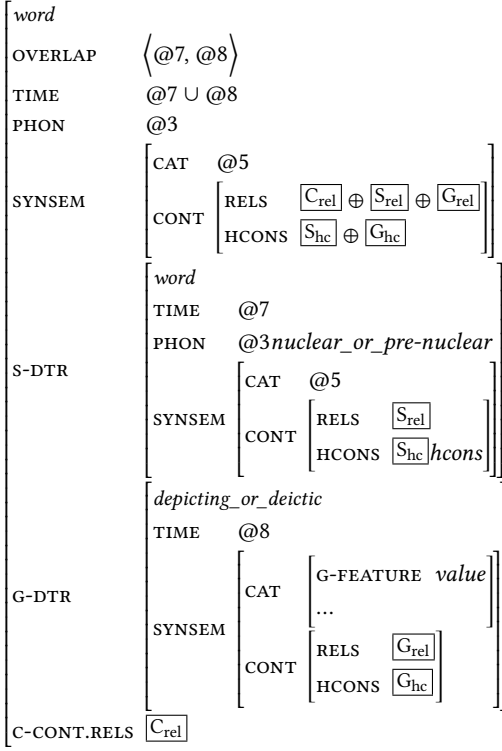 word
OVERLAP ⟨@7, @8⟩
TIME @7 ∪ @8
PHON @3
CAT @5
SYNSEM
RELS C_rel ⊕ S_rel ⊕ G_rel
CONT
HCONS S_hc ⊕ G_hc
word
TIME @7
PHON @3nuclear_or_pre-nuclear
S-DTR
CAT @5
SYNSEM
RELS S_rel
CONT
HCONS S_hc hcons
depicting_or_deictic
TIME @8
G-DTR
G-FEATURE value
CAT
...
SYNSEM
RELS G_rel
CONT
HCONS G_hc
C-CONT.RELS C_rel